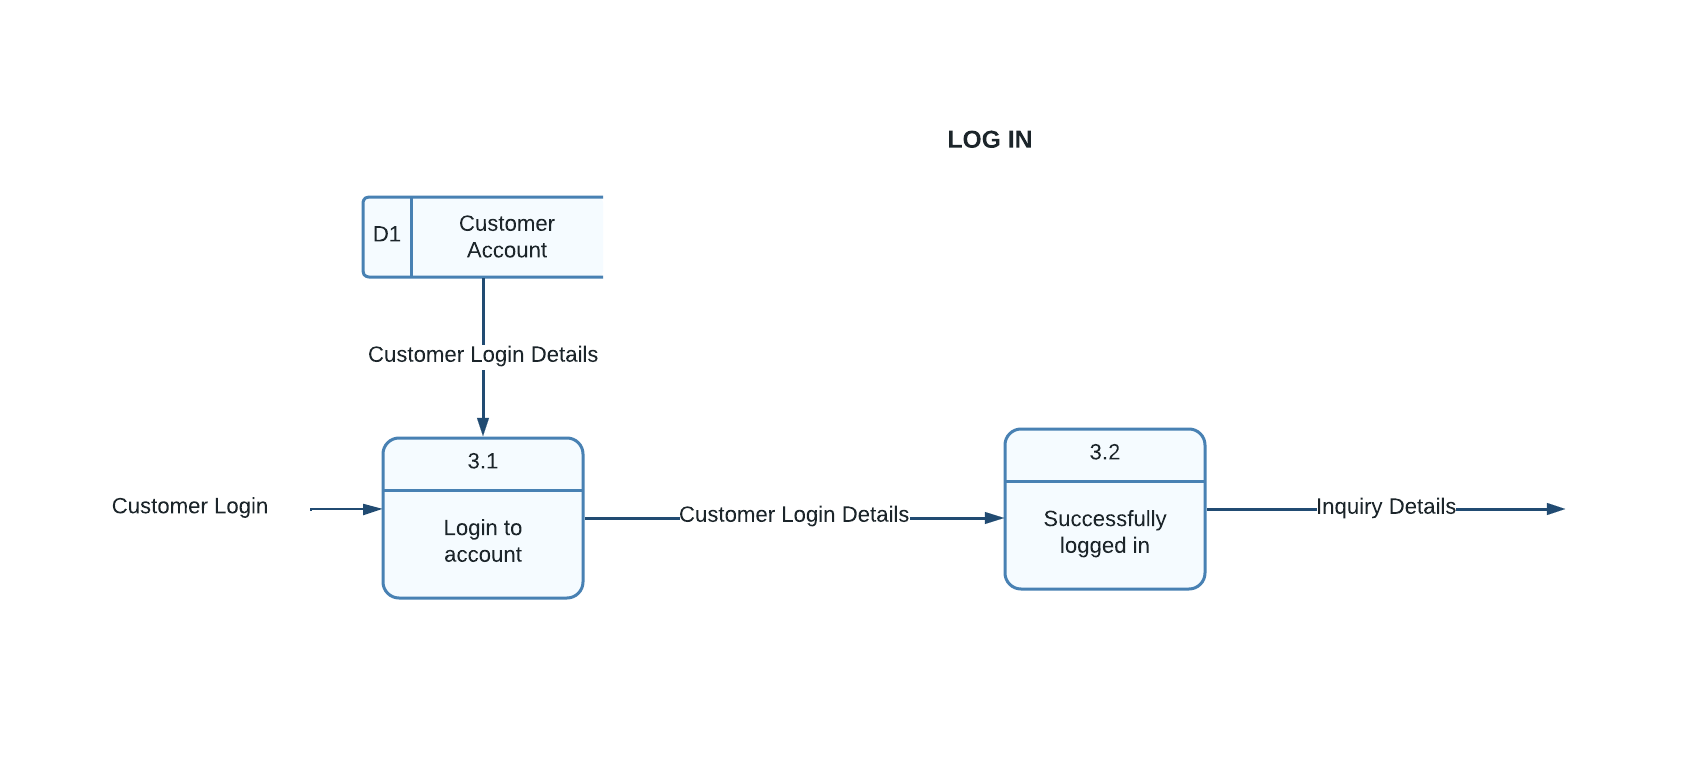 LOG IN
D1
Customer
Account
Customer Login Details
3.1
Login to
account
Customer Login
Customer Login Details
3.2
Successfully
logged in
Inquiry Details